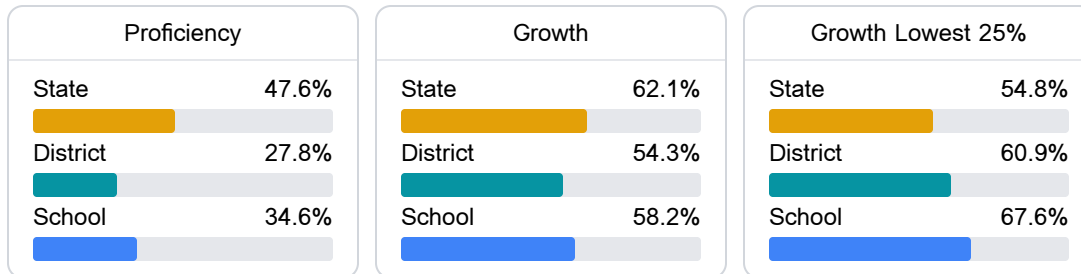 Proficiency
State 47.6%
District 27.8%
School 34.6%
Growth
State 62.1%
District 54.3%
School 58.2%
Growth Lowest 25%
State 54.8%
District 60.9%
School 67.6%